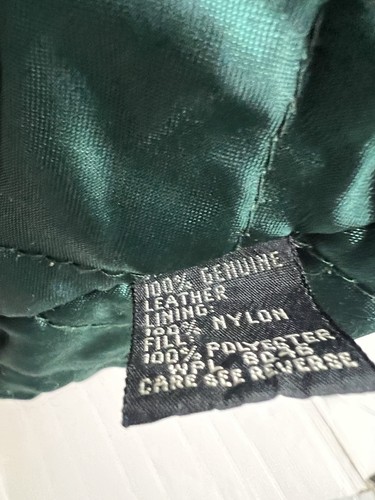 100% GENUINE
LEATHER
LINING:
100% NYLON
FILL:
100% POLYESTER
WPL 8046
CARE SEE REVERSE